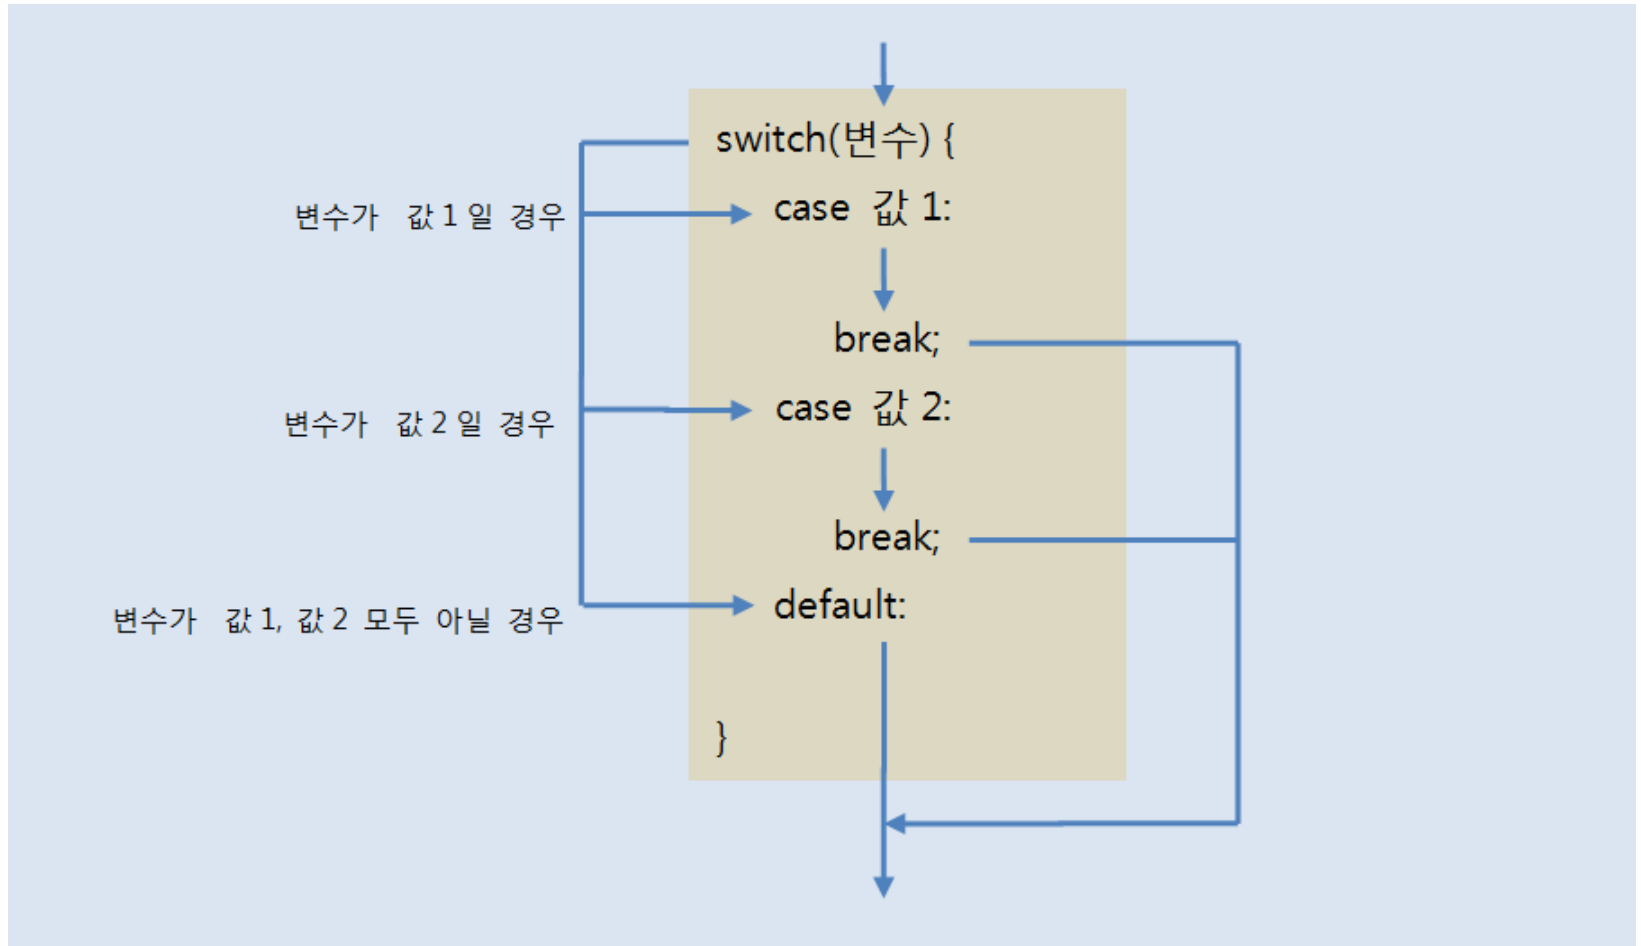 switch(변수) {
변수가 값 1 일 경우
case 값 1:
break;
변수가 값 2 일 경우
case 값 2:
break;
변수가 값 1, 값 2 모두 아닐 경우
default:
}